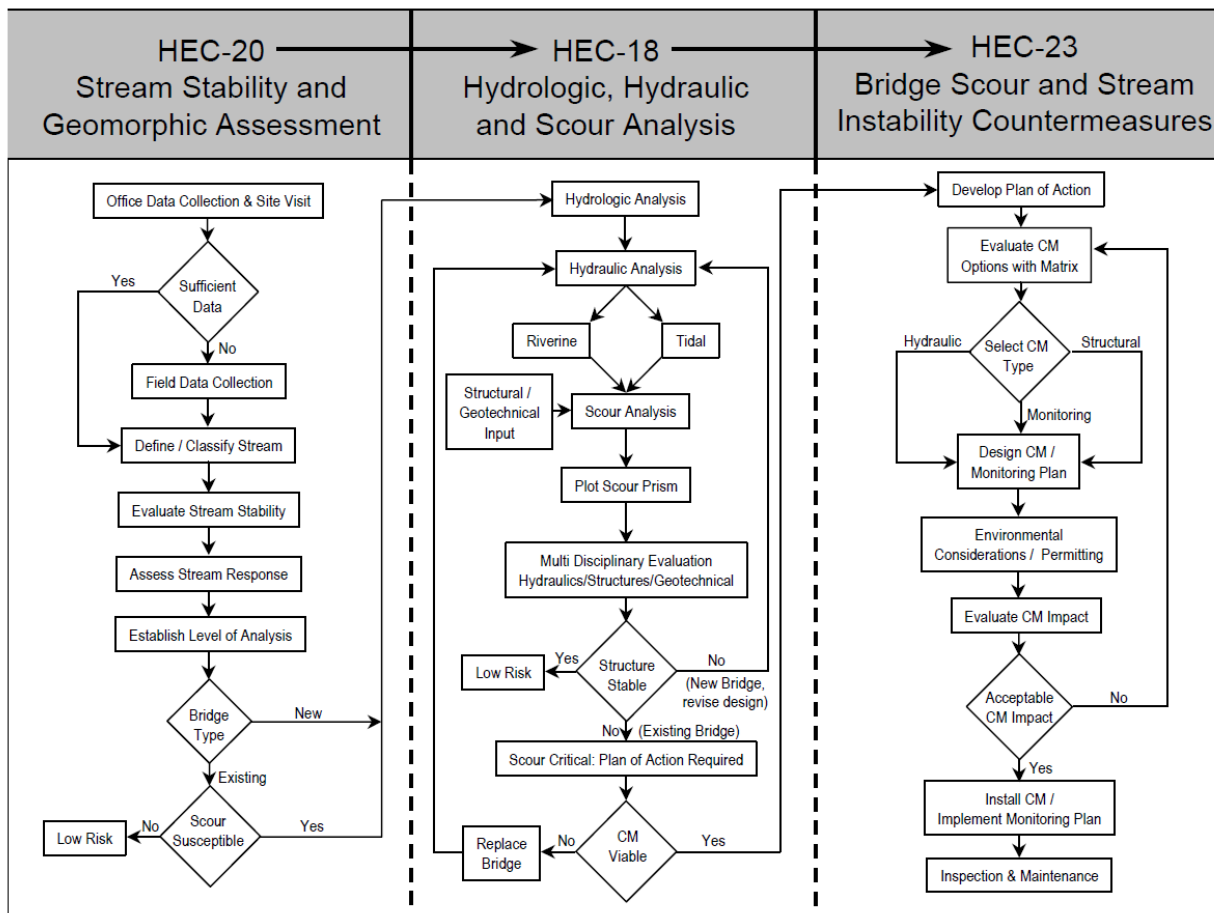 HEC-20
Stream Stability and
Geomorphic Assessment
HEC-18
Hydrologic, Hydraulic
and Scour Analysis
HEC-23
Bridge Scour and Stream
Instability Countermeasures
Office Data Collection & Site Visit
Yes
Sufficient
Data
No
Field Data Collection
Define / Classify Stream
Evaluate Stream Stability
Assess Stream Response
Establish Level of Analysis
Bridge
Type
New
Existing
Scour
Susceptible
No
Low Risk
Yes
Hydrologic Analysis
Hydraulic Analysis
Riverine
Tidal
Structural /
Geotechnical
Input
Scour Analysis
Plot Scour Prism
Multi Disciplinary Evaluation
Hydraulics/Structures/Geotechnical
Structure
Stable
Yes
Low Risk
No
(New Bridge,
revise design)
No (Existing Bridge)
Scour Critical: Plan of Action Required
CM
Viable
No
Replace
Bridge
Yes
Develop Plan of Action
Evaluate CM
Options with Matrix
Select CM
Type
Hydraulic
Structural
Monitoring
Design CM /
Monitoring Plan
Environmental
Considerations / Permitting
Evaluate CM Impact
Acceptable
CM Impact
No
Yes
Install CM /
Implement Monitoring Plan
Inspection & Maintenance